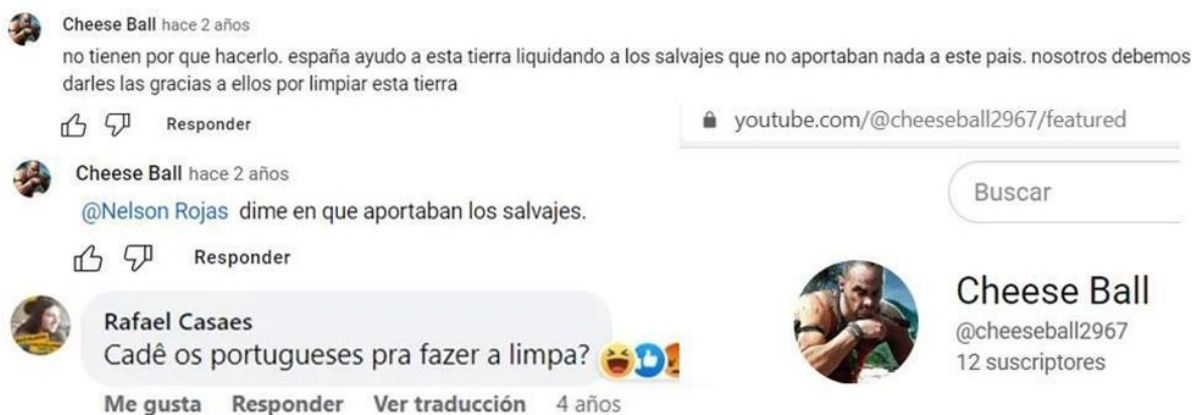 Cheese Ball hace 2 años
no tienen por que hacerlo. españa ayudo a esta tierra liquidando a los salvajes que no aportaban nada a este pais. nosotros debemos
darles las gracias a ellos por limpiar esta tierra
Responder
Cheese Ball hace 2 años
@Nelson Rojas dime en que aportaban los salvajes.
Responder
Rafael Casaes
Cadê os portugueses pra fazer a limpa?
Me gusta Responder Ver traducción 4 años
youtube.com/@cheeseball2967/featured
Buscar
Cheese Ball
@cheeseball2967
12 suscriptores